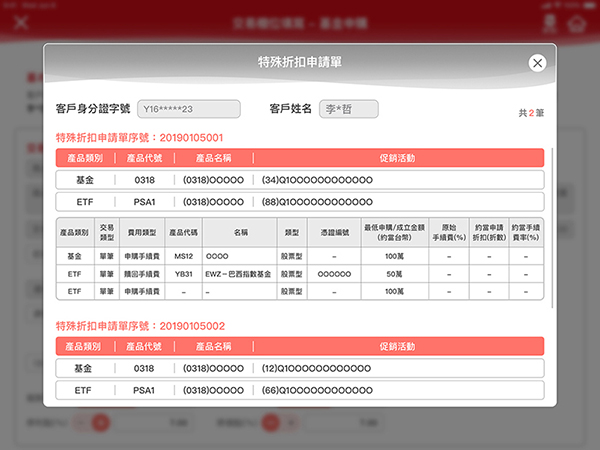 交易欄位填寫 - 基金申購
特殊折扣申請單
客戶身分證字號 Y16*****23 客戶姓名 李*哲 共2筆
特殊折扣申請單序號：20190105001
產品類別 產品代號 產品名稱 促銷活動
基金 0318 (0318)OOOOO (34)Q1OOOOOOOOOOOO
ETF PSA1 (0318)OOOOO (88)Q1OOOOOOOOOOOO
產品類別 交易類型 費用類型 產品代碼 名稱 類型 憑證編號 最低申購/成立金額(約當台幣) 原始手續費(%) 約當申請折扣(折數) 約當手續費率(%)
基金 單筆 申購手續費 MS12 OOOO 股票型 – 100萬 – – –
ETF 單筆 贖回手續費 YB31 EWZ－巴西指數基金 股票型 OOOOOO 50萬 – – –
ETF 單筆 申購手續費 – – 股票型 – 100萬 – – –
特殊折扣申請單序號：20190105002
產品類別 產品代號 產品名稱 促銷活動
基金 0318 (0318)OOOOO (12)Q1OOOOOOOOOOOO
ETF PSA1 (0318)OOOOO (66)Q1OOOOOOOOOOOO